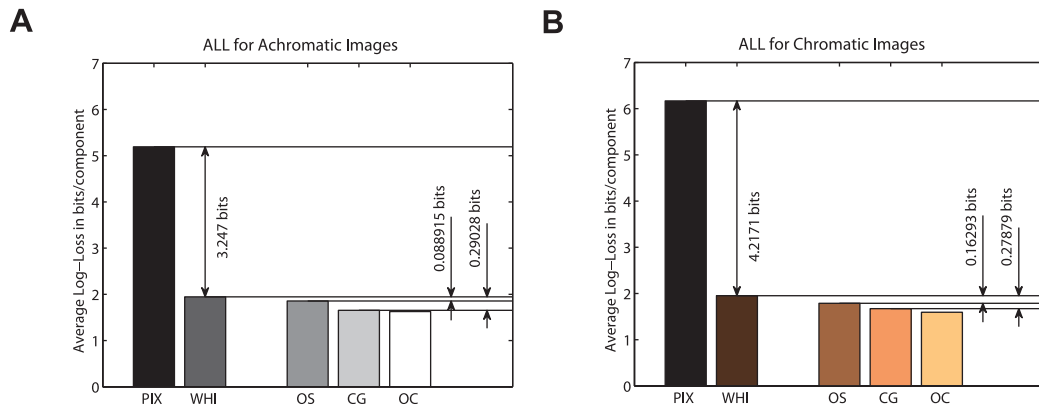 A
ALL for Achromatic Images
Average Log–Loss in bits/component
7
6
5
4
3
2
1
0
3.247 bits
0.088915 bits
0.29028 bits
PIX WHI OS CG OC
B
ALL for Chromatic Images
Average Log–Loss in bits/component
7
6
5
4
3
2
1
0
4.2171 bits
0.16293 bits
0.27879 bits
PIX WHI OS CG OC